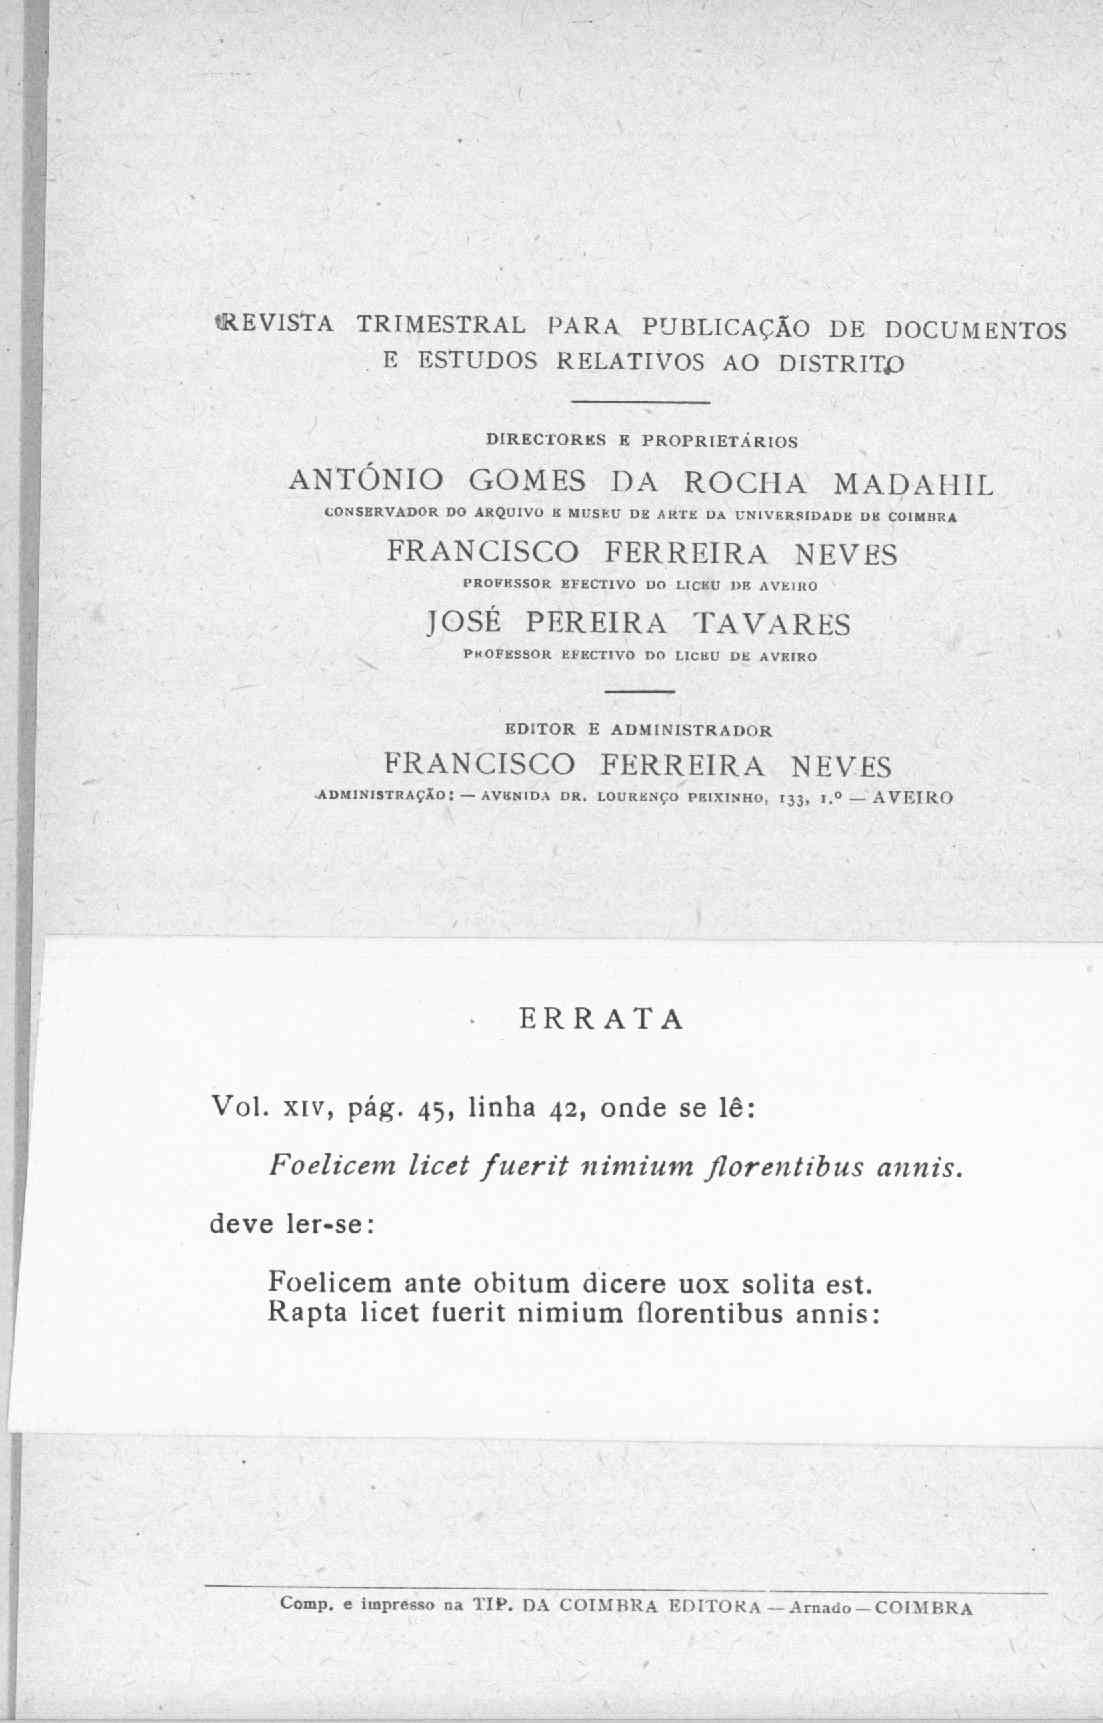 REVISTA TRIMESTRAL PARA PUBLICAÇÃO DE DOCUMENTOS
E ESTUDOS RELATIVOS AO DISTRITO
DIRECTORES E PROPRIETÁRIOS
ANTÓNIO GOMES DA ROCHA MADAHIL
CONSERVADOR DO ARQUIVO E MUSEU DE ARTE DA UNIVERSIDADE DE COIMBRA
FRANCISCO FERREIRA NEVES
PROFESSOR EFECTIVO DO LICEU DE AVEIRO
JOSÉ PEREIRA TAVARES
PROFESSOR EFECTIVO DO LICEU DE AVEIRO
EDITOR E ADMINISTRADOR
FRANCISCO FERREIRA NEVES
ADMINISTRAÇÃO: — AVENIDA DR. LOURENÇO PEIXINHO, 133, 1.º — AVEIRO
ERRATA
Vol. XIV, pág. 45, linha 42, onde se lê:
Foelicem licet fuerit nimium florentibus annis.
deve ler-se:
Foelicem ante obitum dicere uox solita est.
Rapta licet fuerit nimium florentibus annis:
Comp. e impresso na TIP. DA COIMBRA EDITORA — Arnado — COIMBRA